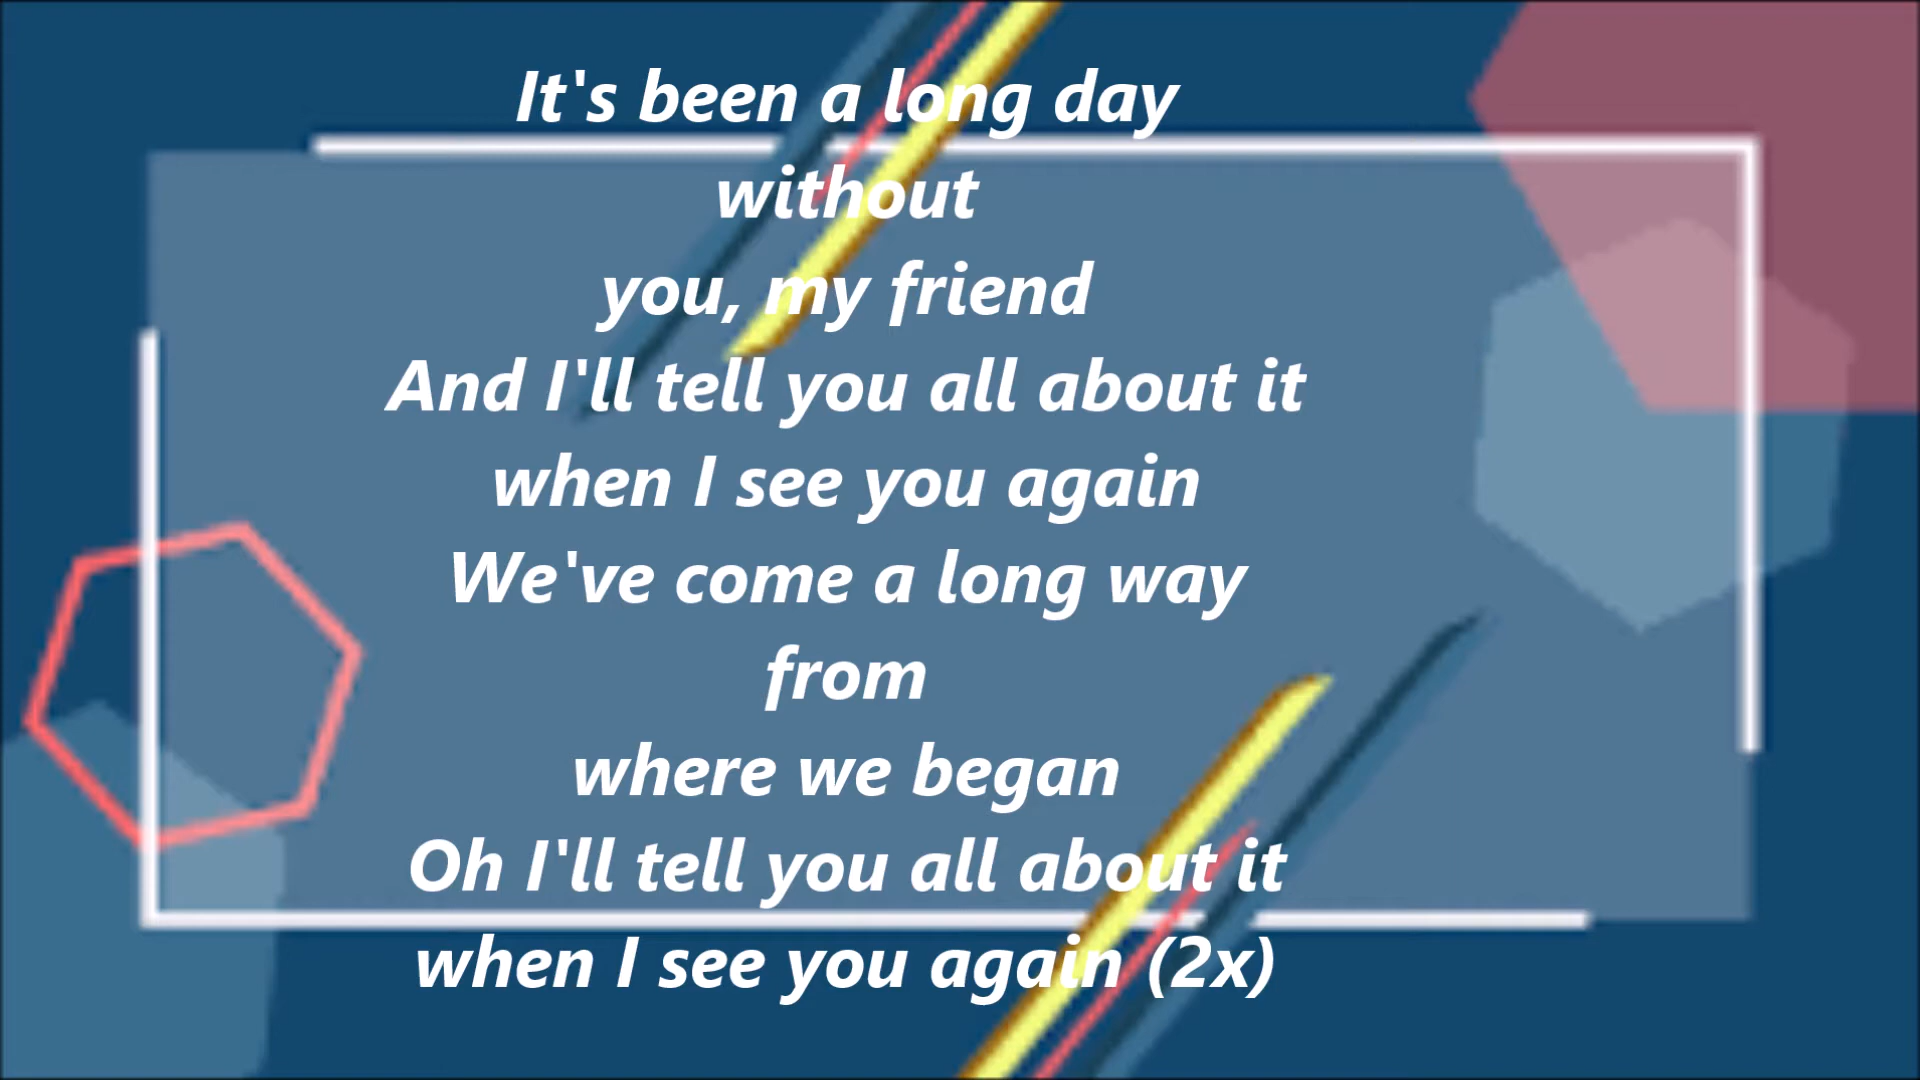 It's been a long day
without
you, my friend
And I'll tell you all about it
when I see you again
We've come a long way
from
where we began
Oh I'll tell you all about it
when I see you again (2x)